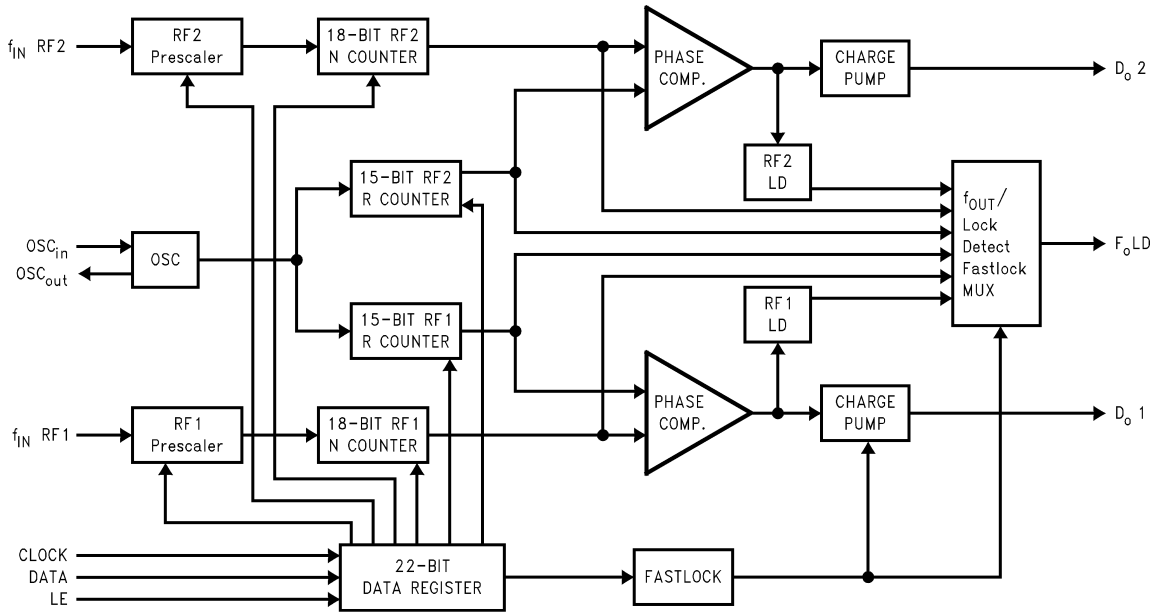 fIN RF2
RF2
Prescaler
18-BIT RF2
N COUNTER
PHASE
COMP.
CHARGE
PUMP
Do 2
RF2
LD
15-BIT RF2
R COUNTER
OSCin
OSCout
OSC
fOUT/
Lock
Detect
Fastlock
MUX
FoLD
15-BIT RF1
R COUNTER
RF1
LD
fIN RF1
RF1
Prescaler
18-BIT RF1
N COUNTER
PHASE
COMP.
CHARGE
PUMP
Do 1
CLOCK
DATA
LE
22-BIT
DATA REGISTER
FASTLOCK